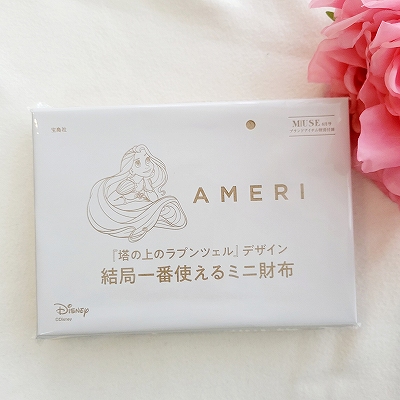 宝島社
MUSE
AMERI
『塔の上のラプンツェル』デザイン
結局一番使えるミニ財布
Disney
©Disney